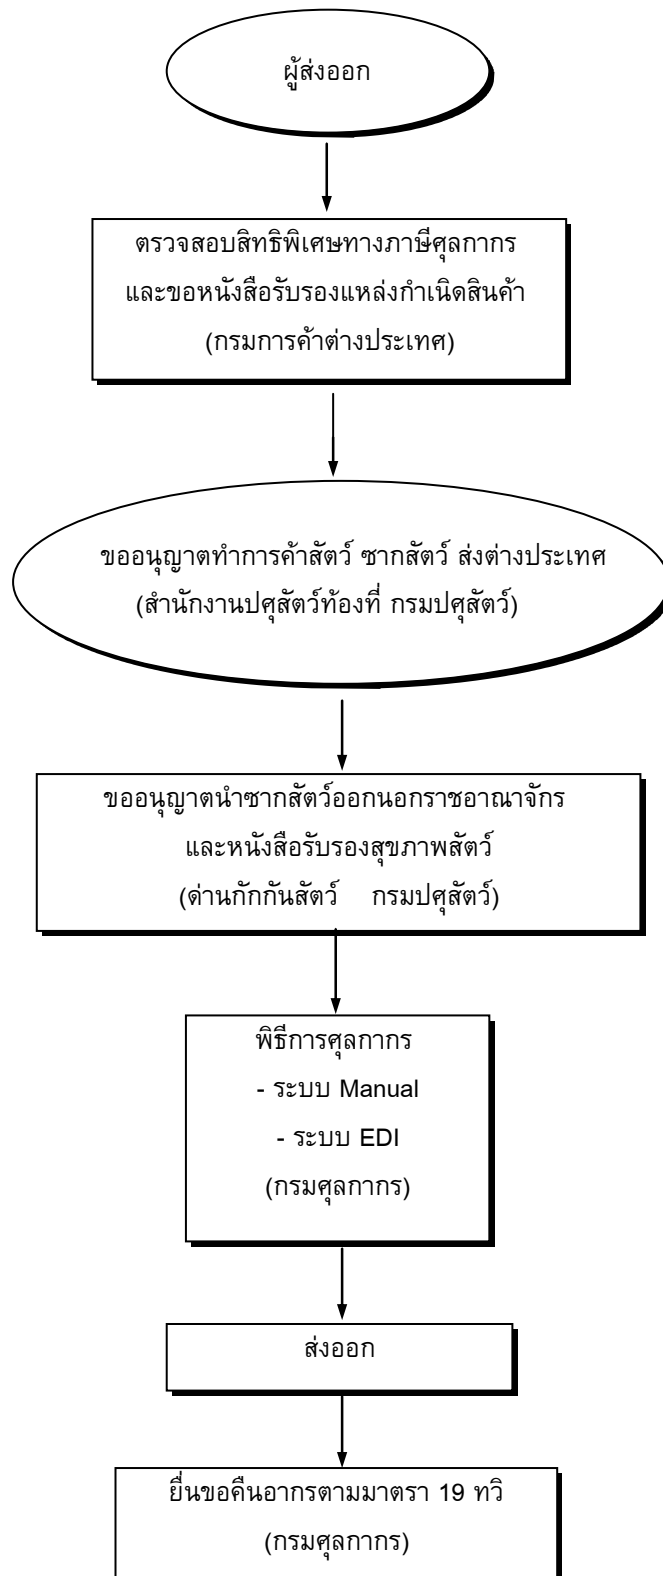 ผู้ส่งออก
ตรวจสอบสิทธิพิเศษทางภาษีศุลกากร
และขอหนังสือรับรองแหล่งกำเนิดสินค้า
(กรมการค้าต่างประเทศ)
ขออนุญาตทำการค้าสัตว์ ซากสัตว์ ส่งต่างประเทศ
(สำนักงานปศุสัตว์ท้องที่ กรมปศุสัตว์)
ขออนุญาตนำซากสัตว์ออกนอกราชอาณาจักร
และหนังสือรับรองสุขภาพสัตว์
(ด่านกักกันสัตว์ กรมปศุสัตว์)
พิธีการศุลกากร
- ระบบ Manual
- ระบบ EDI
(กรมศุลกากร)
ส่งออก
ยื่นขอคืนอากรตามมาตรา 19 ทวิ
(กรมศุลกากร)